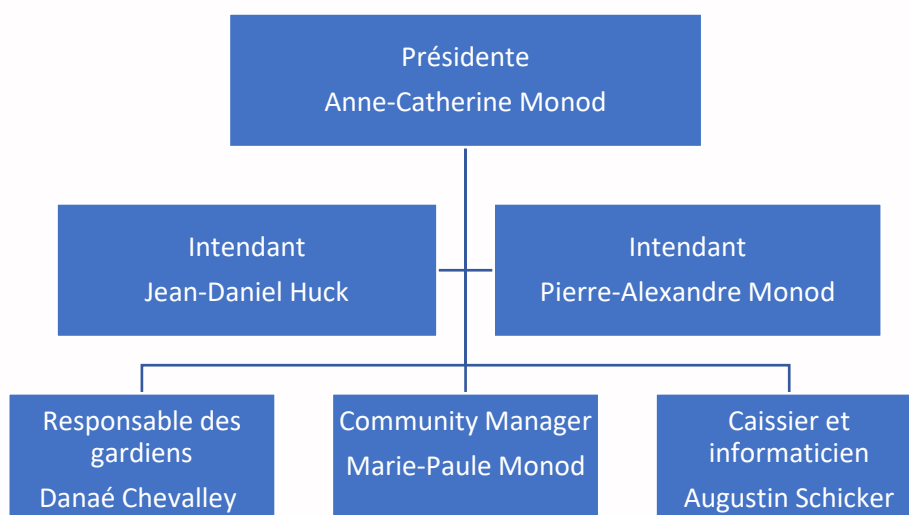 Présidente
Anne-Catherine Monod
Intendant
Jean-Daniel Huck
Intendant
Pierre-Alexandre Monod
Responsable des
gardiens
Danaé Chevalley
Community Manager
Marie-Paule Monod
Caissier et
informaticien
Augustin Schicker